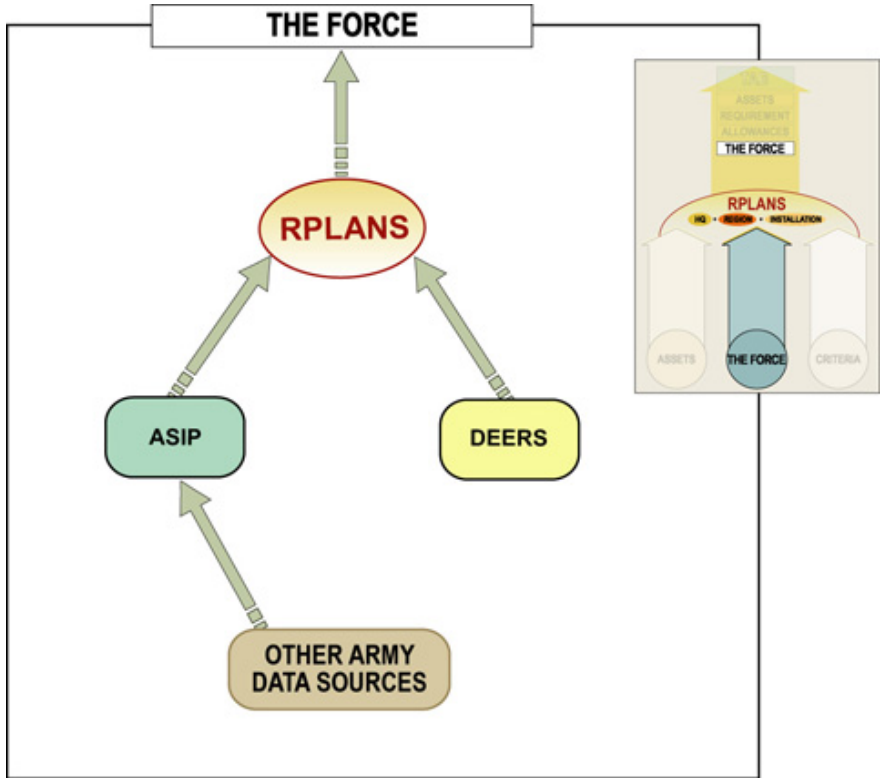 THE FORCE
RPLANS
ASIP
DEERS
OTHER ARMY
DATA SOURCES
ASSETS
REQUIREMENT
ALLOWANCES
THE FORCE
RPLANS
HQ + REGION + INSTALLATION
ASSETS
THE FORCE
CRITERIA